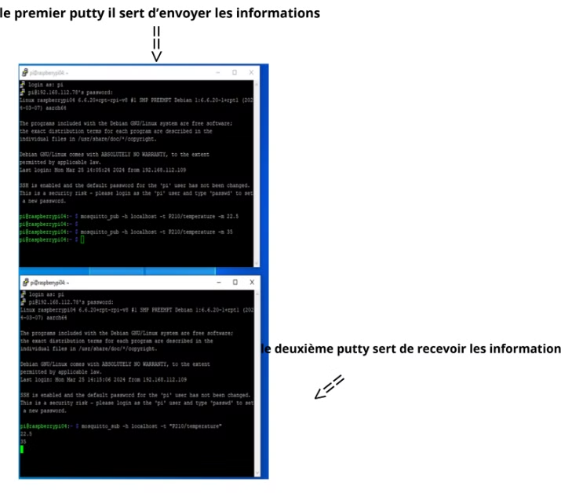 le premier putty il sert d’envoyer les informations
pi@raspberrypi04: ~
login as: pi
pi@192.168.112.78's password:
Linux raspberrypi04 6.6.20+rpt-rpi-v8 #1 SMP PREEMPT Debian 1:6.6.20-1+rpt1 (202
4-03-07) aarch64
The programs included with the Debian GNU/Linux system are free software;
the exact distribution terms for each program are described in the
individual files in /usr/share/doc/*/copyright.
Debian GNU/Linux comes with ABSOLUTELY NO WARRANTY, to the extent
permitted by applicable law.
Last login: Mon Mar 25 2024 from 192.168.112.109
SSH is enabled and the default password for the 'pi' user has not been changed.
This is a security risk - please login as the 'pi' user and type 'passwd' to set
a new password.
pi@raspberrypi04:~ $ mosquitto_pub -h localhost -t /temperature -m 22.5
pi@raspberrypi04:~ $
pi@raspberrypi04:~ $ mosquitto_pub -h localhost -t /temperature -m 35
pi@raspberrypi04:~ $
pi@raspberrypi04: ~
login as: pi
pi@192.168.112.78's password:
Linux raspberrypi04 6.6.20+rpt-rpi-v8 #1 SMP PREEMPT Debian 1:6.6.20-1+rpt1 (202
4-03-07) aarch64
The programs included with the Debian GNU/Linux system are free software;
the exact distribution terms for each program are described in the
individual files in /usr/share/doc/*/copyright.
le deuxième putty sert de recevoir les information
Debian GNU/Linux comes with ABSOLUTELY NO WARRANTY, to the extent
permitted by applicable law.
Last login: Mon Mar 25 2024 from 192.168.112.109
SSH is enabled and the default password for the 'pi' user has not been changed.
This is a security risk - please login as the 'pi' user and type 'passwd' to set
a new password.
pi@raspberrypi04:~ $ mosquitto_sub -h localhost -t /temperature"
22.5
35